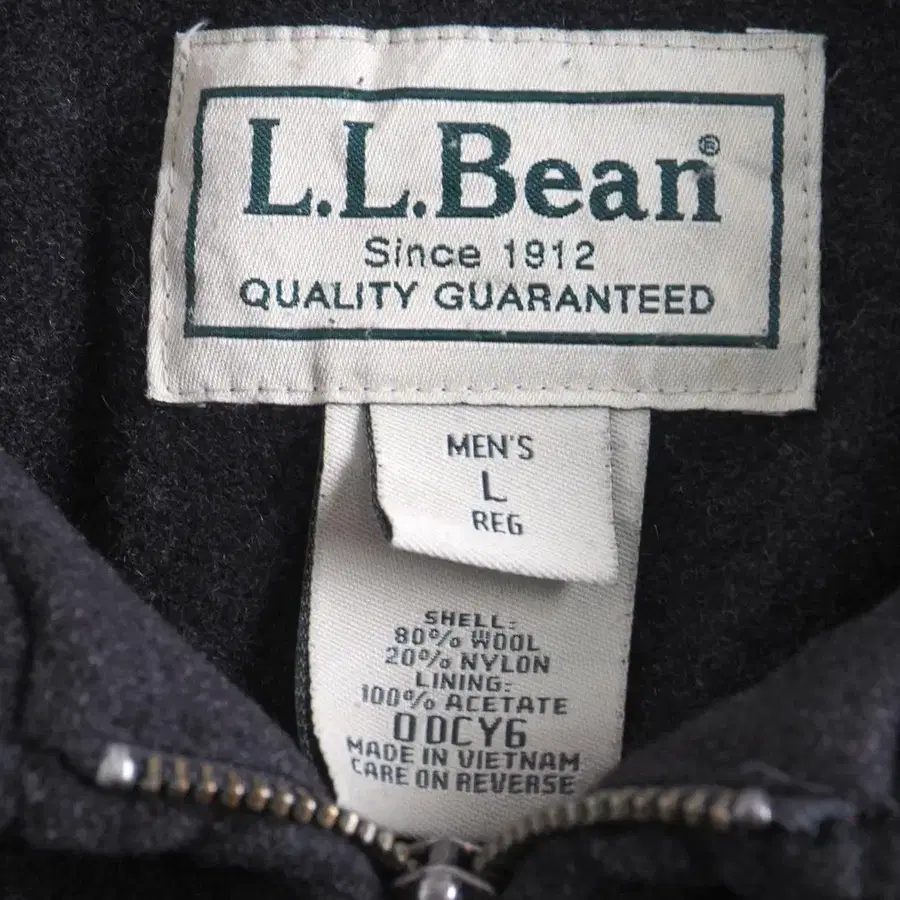 L.L.Bean®
Since 1912
QUALITY GUARANTEED
MEN'S
L
REG
SHELL:
80% WOOL
20% NYLON
LINING:
100% ACETATE
0DCY6
MADE IN VIETNAM
CARE ON REVERSE